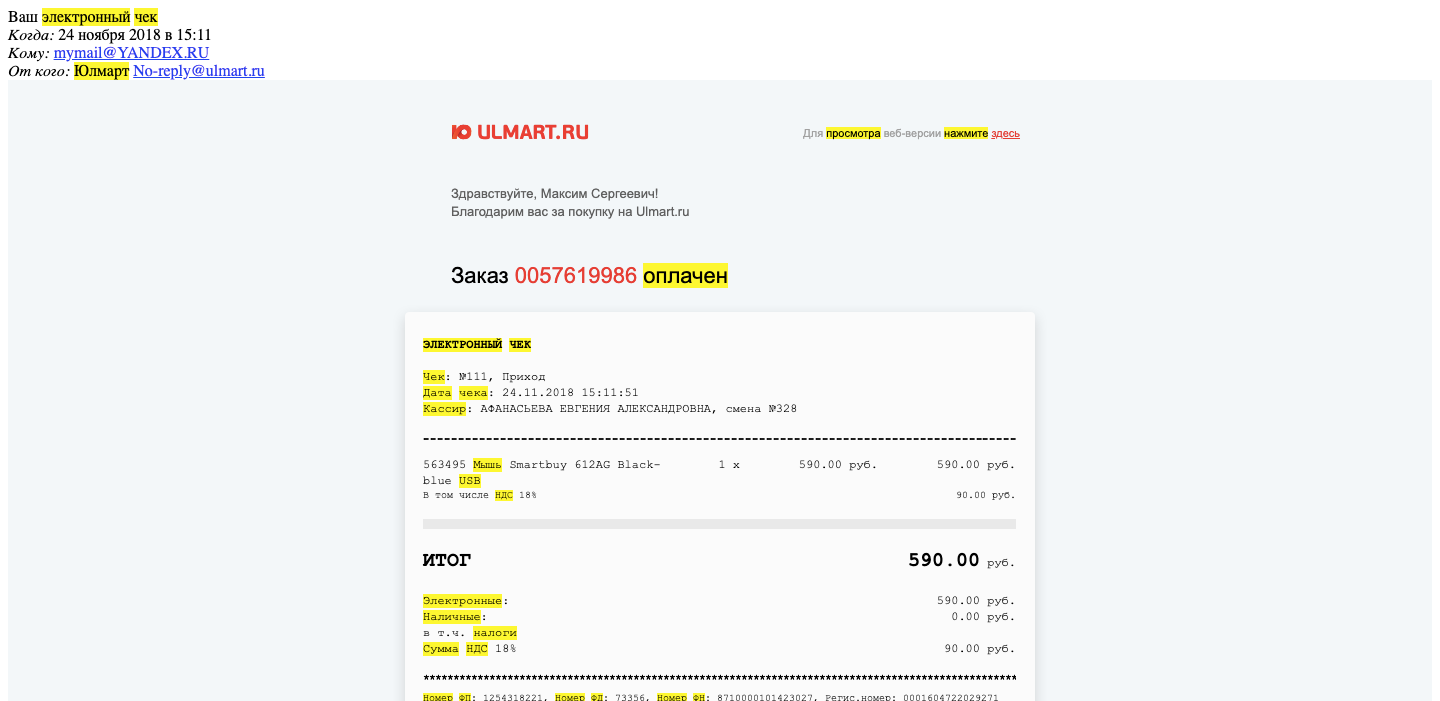 Ваш электронный чек
Когда: 24 ноября 2018 в 15:11
Кому: mymail@YANDEX.RU
От кого: Юлмарт No-reply@ulmart.ru
Ю ULMART.RU
Для просмотра веб-версии нажмите здесь
Здравствуйте, Максим Сергеевич!
Благодарим вас за покупку на Ulmart.ru
Заказ 0057619986 оплачен
ЭЛЕКТРОННЫЙ ЧЕК
Чек: №111, Приход
Дата чека: 24.11.2018 15:11:51
Кассир: АФАНАСЬЕВА ЕВГЕНИЯ АЛЕКСАНДРОВНА, смена №328
563495 Мышь Smartbuy 612AG Black- 1 x 590.00 руб. 590.00 руб.
blue USB
В том числе НДС 18% 90.00 руб.
ИТОГ 590.00 руб.
Электронные: 590.00 руб.
Наличные: 0.00 руб.
в т.ч. налоги
Сумма НДС 18% 90.00 руб.
Номер ФП: 1254318221, Номер ФД: 73356, Номер ФН: 8710000101423027, Регис.номер: 0001604722029271